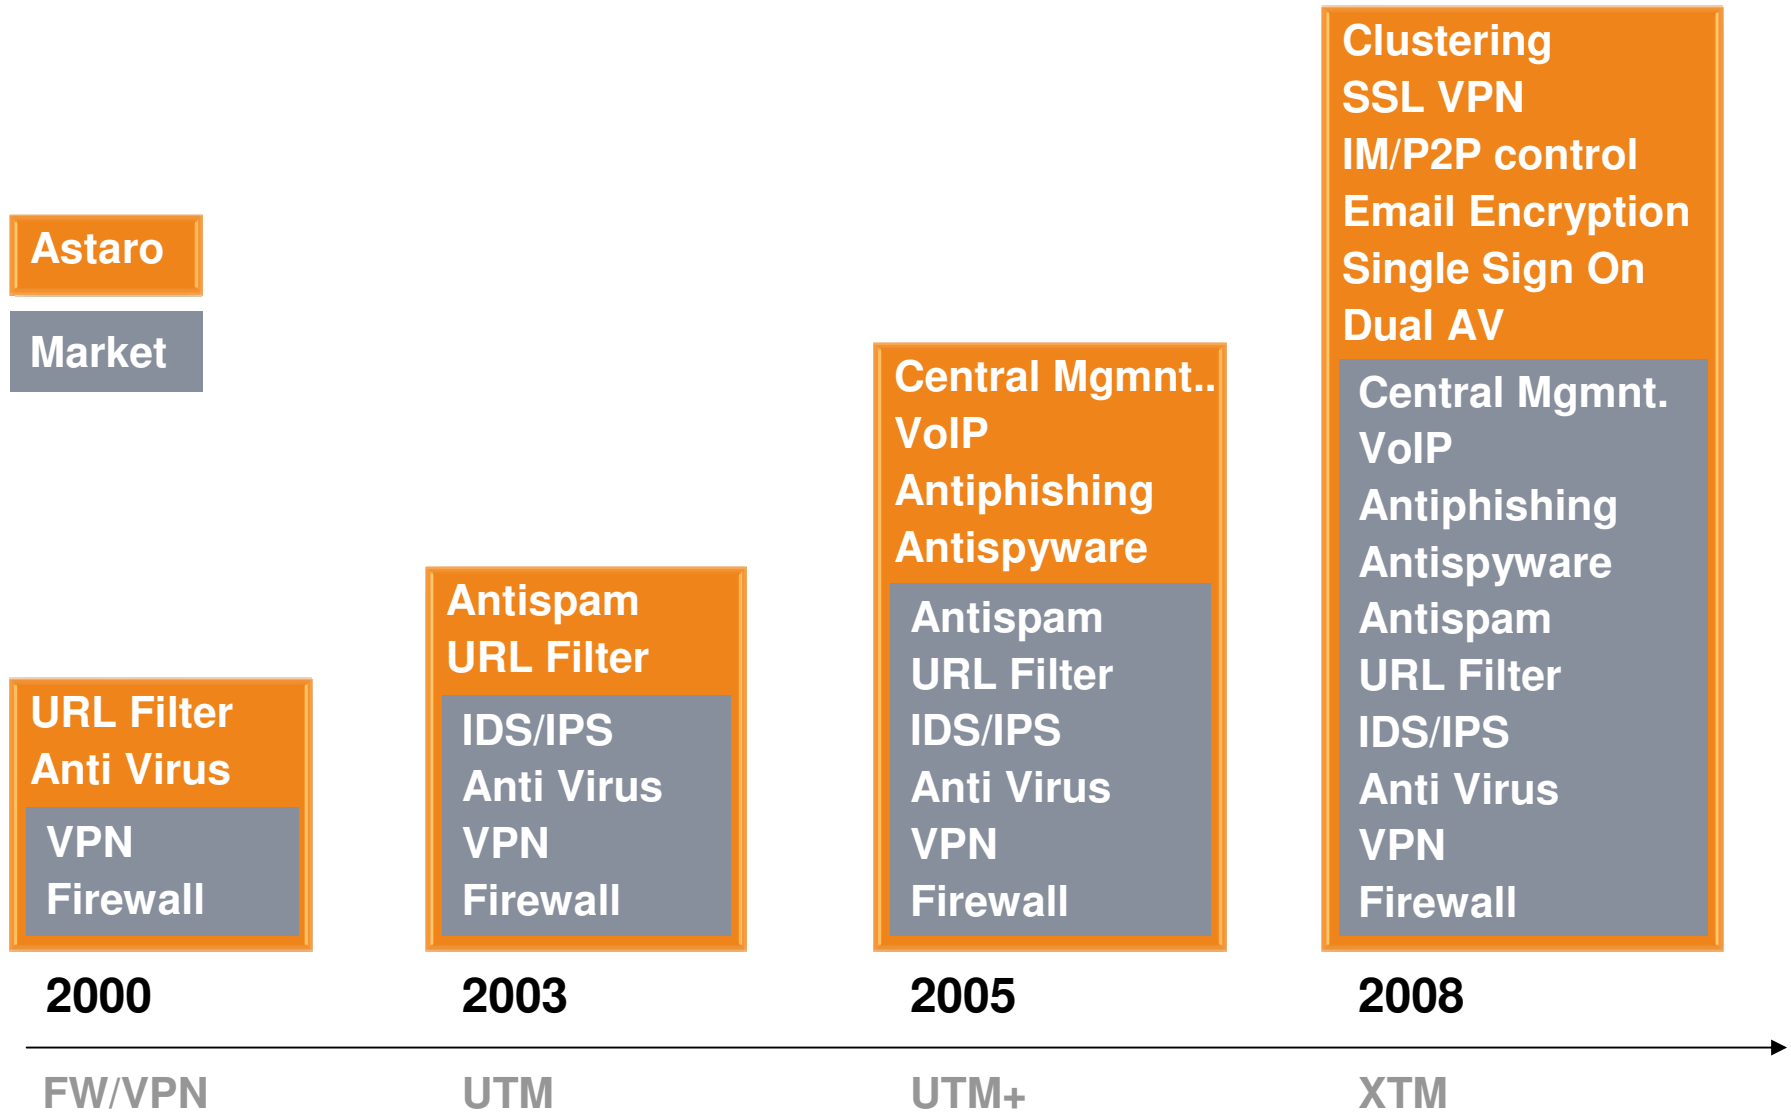 Astaro
Market
URL Filter
Anti Virus
VPN
Firewall
2000
FW/VPN
Antispam
URL Filter
IDS/IPS
Anti Virus
VPN
Firewall
2003
UTM
Central Mgmnt..
VoIP
Antiphishing
Antispyware
Antispam
URL Filter
IDS/IPS
Anti Virus
VPN
Firewall
2005
UTM+
Clustering
SSL VPN
IM/P2P control
Email Encryption
Single Sign On
Dual AV
Central Mgmnt.
VoIP
Antiphishing
Antispyware
Antispam
URL Filter
IDS/IPS
Anti Virus
VPN
Firewall
2008
XTM